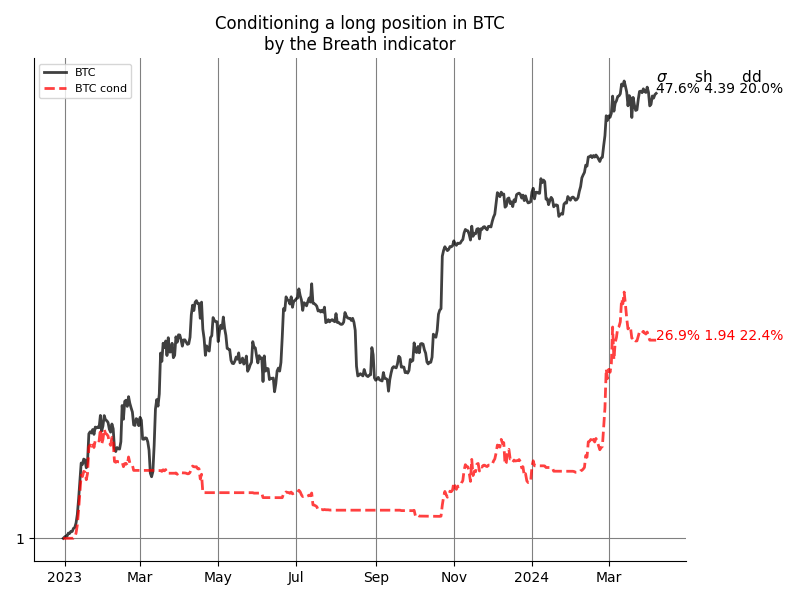 Conditioning a long position in BTC
by the Breath indicator
BTC
BTC cond
σ sh dd
47.6% 4.39 20.0%
26.9% 1.94 22.4%
1
2023 Mar May Jul Sep Nov 2024 Mar